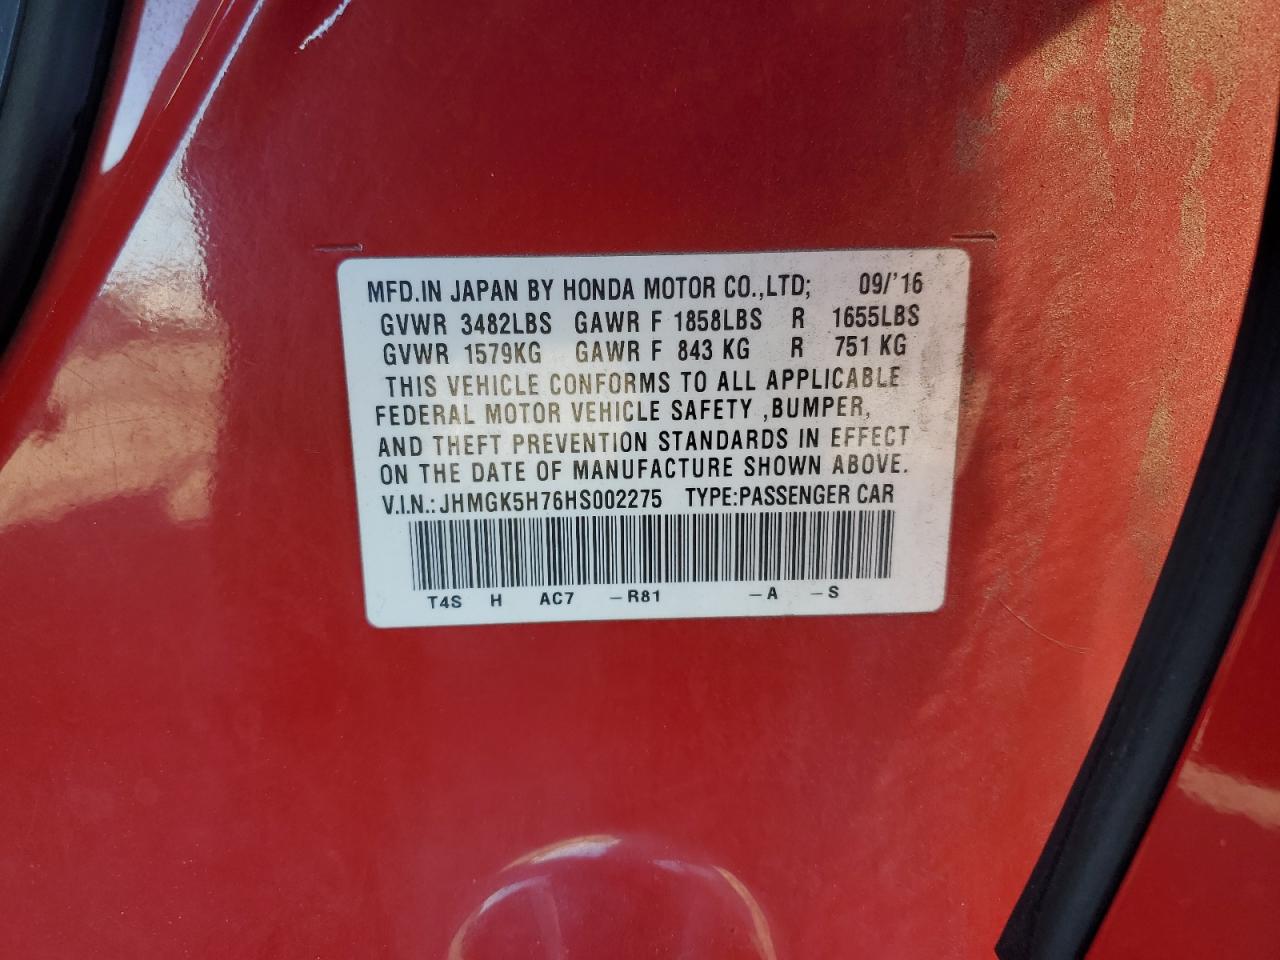 MFD.IN JAPAN BY HONDA MOTOR CO.,LTD; 09/'16
GVWR 3482LBS GAWR F 1858LBS R 1655LBS
GVWR 1579KG GAWR F 843 KG R 751 KG
THIS VEHICLE CONFORMS TO ALL APPLICABLE
FEDERAL MOTOR VEHICLE SAFETY ,BUMPER,
AND THEFT PREVENTION STANDARDS IN EFFECT
ON THE DATE OF MANUFACTURE SHOWN ABOVE.
V.I.N.: JHMGK5H76HS002275 TYPE:PASSENGER CAR
T4S H AC7 -R81 -A -S